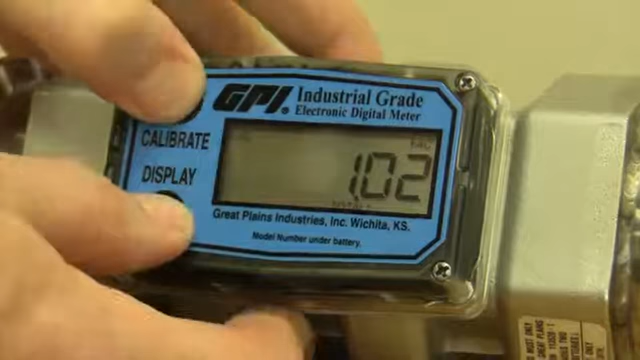 GPI® Industrial Grade
Electronic Digital Meter
CALIBRATE
DISPLAY
CAL
1.02
Great Plains Industries, Inc. Wichita, KS.
Model Number under battery.